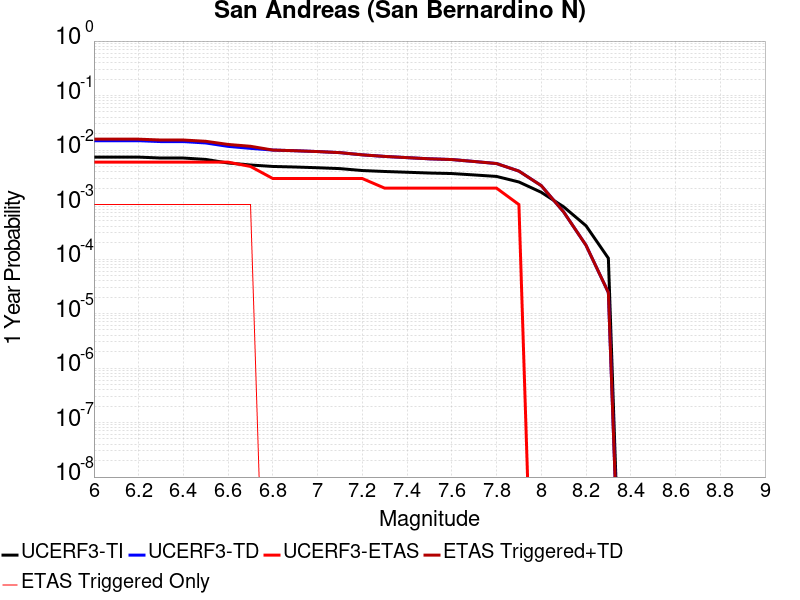 San Andreas (San Bernardino N)
10^0
10^-1
10^-2
10^-3
10^-4
10^-5
10^-6
10^-7
10^-8
1 Year Probability
6 6.2 6.4 6.6 6.8 7 7.2 7.4 7.6 7.8 8 8.2 8.4 8.6 8.8 9
Magnitude
UCERF3-TI UCERF3-TD UCERF3-ETAS ETAS Triggered+TD
ETAS Triggered Only